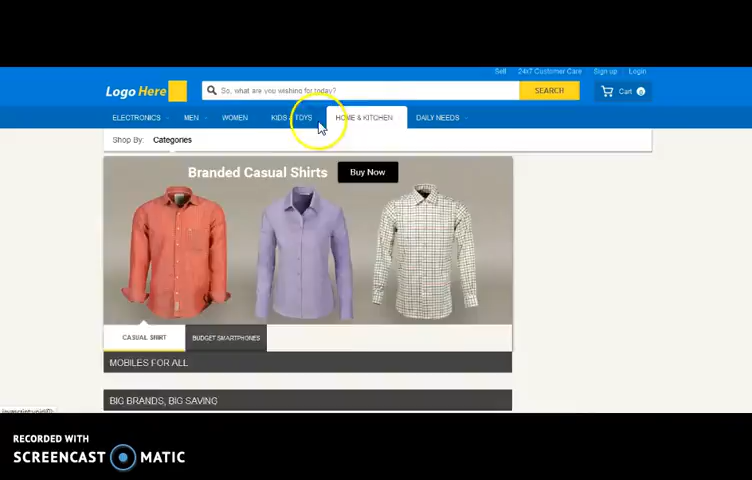 Sell 24x7 Customer Care Sign up Login
Logo Here So, what are you wishing for today? SEARCH Cart 0
ELECTRONICS MEN WOMEN KIDS & TOYS HOME & KITCHEN DAILY NEEDS
Shop By: Categories
Branded Casual Shirts Buy Now
CASUAL SHIRT BUDGET SMARTPHONES
MOBILES FOR ALL
BIG BRANDS, BIG SAVING
RECORDED WITH
SCREENCAST MATIC